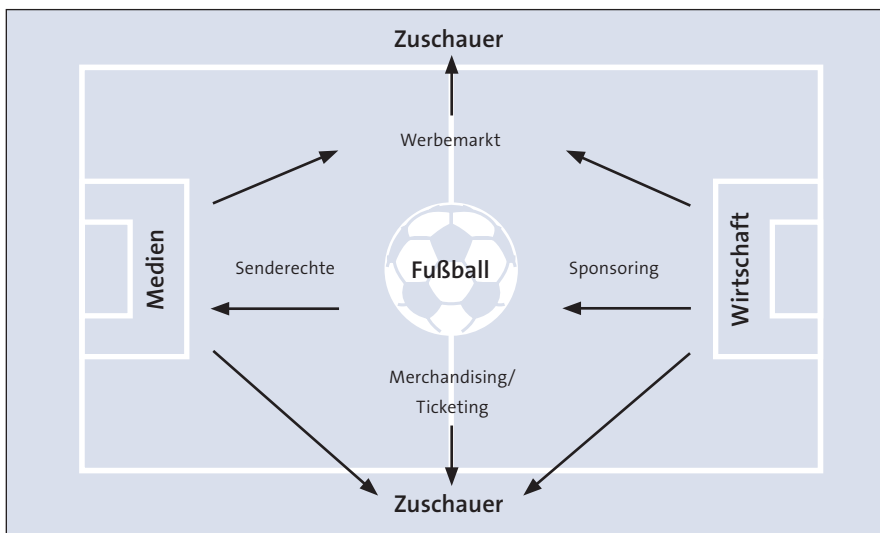 Zuschauer
Werbemarkt
Medien
Senderechte
Fußball
Sponsoring
Wirtschaft
Merchandising/
Ticketing
Zuschauer